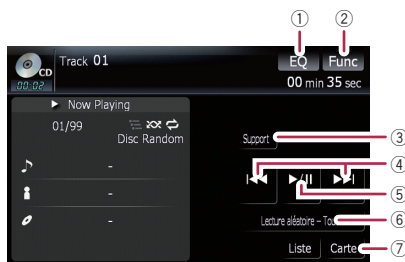 ① ②
CD
Track 01
EQ Func
00:02
00 min 35 sec
Now Playing
01/99
Disc Random
Support ③
④
-
⑤
-
-
Lecture aléatoire – Tou ⑥
Liste Carte ⑦